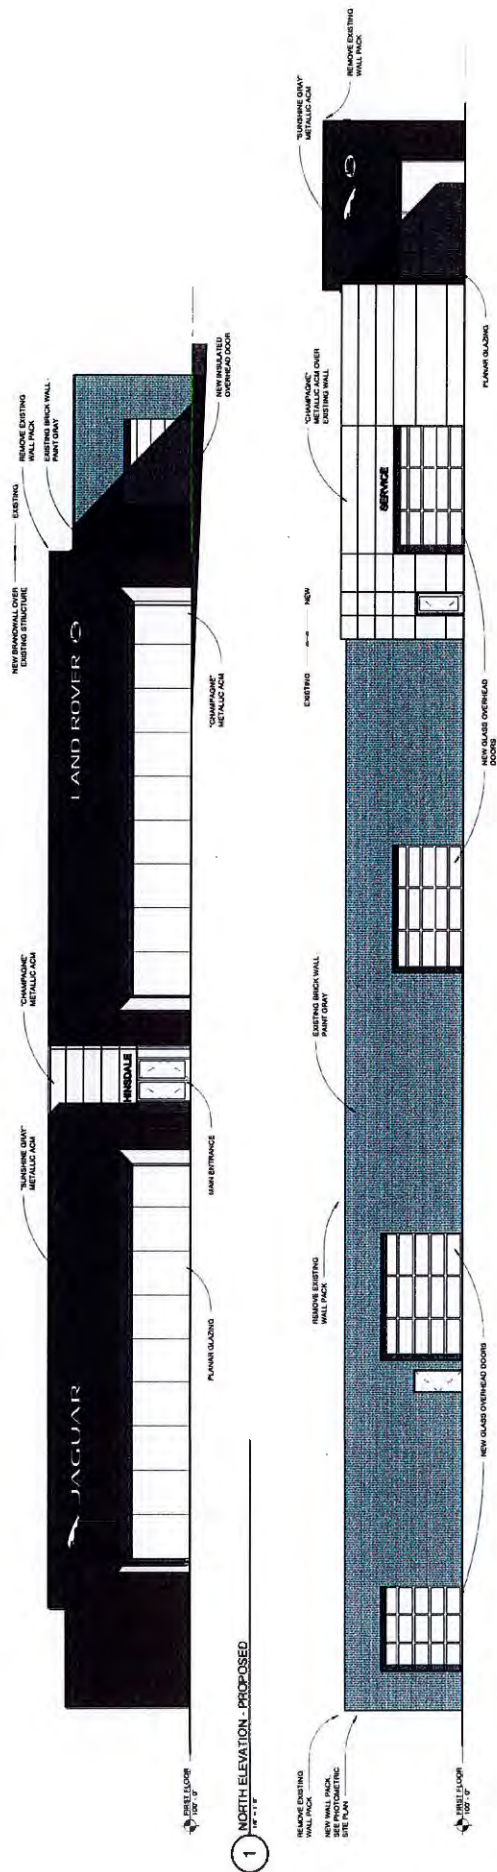 "SUNSHINE GRAY"
METALLIC ACM
"CHAMPAGNE"
METALLIC ACM
NEW BRANDWALL OVER
EXISTING STRUCTURE
EXISTING
REMOVE EXISTING
WALL PACK
EXISTING BRICK WALL -
PAINT GRAY
JAGUAR
HINSDALE
LAND ROVER
PLANAR GLAZING
MAIN ENTRANCE
"CHAMPAGNE"
METALLIC ACM
NEW INSULATED
OVERHEAD DOOR
FIRST FLOOR
100' - 0"
1
NORTH ELEVATION - PROPOSED
REMOVE EXISTING
WALL PACK
NEW WALL PACK
SEE PHOTOMETRIC
SITE PLAN
REMOVE EXISTING
WALL PACK
EXISTING BRICK WALL -
PAINT GRAY
EXISTING
NEW
"CHAMPAGNE"
METALLIC ACM OVER
EXISTING WALL
"SUNSHINE GRAY"
METALLIC ACM
REMOVE EXISTING
WALL PACK
SERVICE
NEW GLASS OVERHEAD DOORS
NEW GLASS OVERHEAD
DOORS
PLANAR GLAZING
FIRST FLOOR
100' - 0"